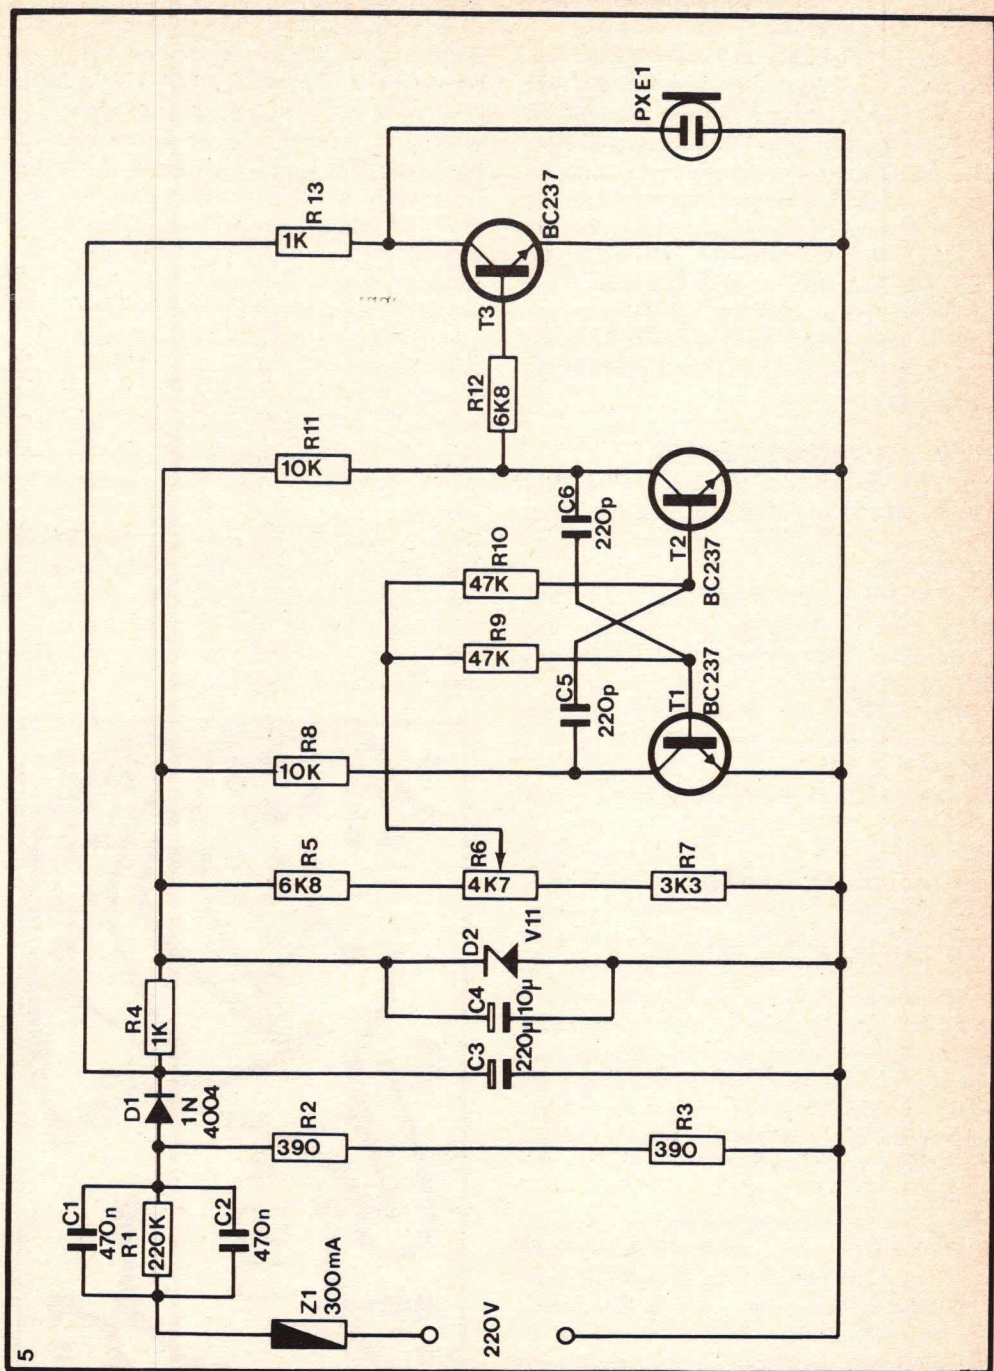 5
C1
470n
R1
220K
C2
470n
Z1
300mA
220V
D1
1N
4004
R2
390
R3
390
R4
1K
C3
220µ
C4
10µ
D2
V11
R5
6K8
R6
4K7
R7
3K3
R8
10K
C5
220p
T1
BC237
R9
47K
R10
47K
C6
220p
T2
BC237
R11
10K
R12
6K8
T3
BC237
R13
1K
PXE1